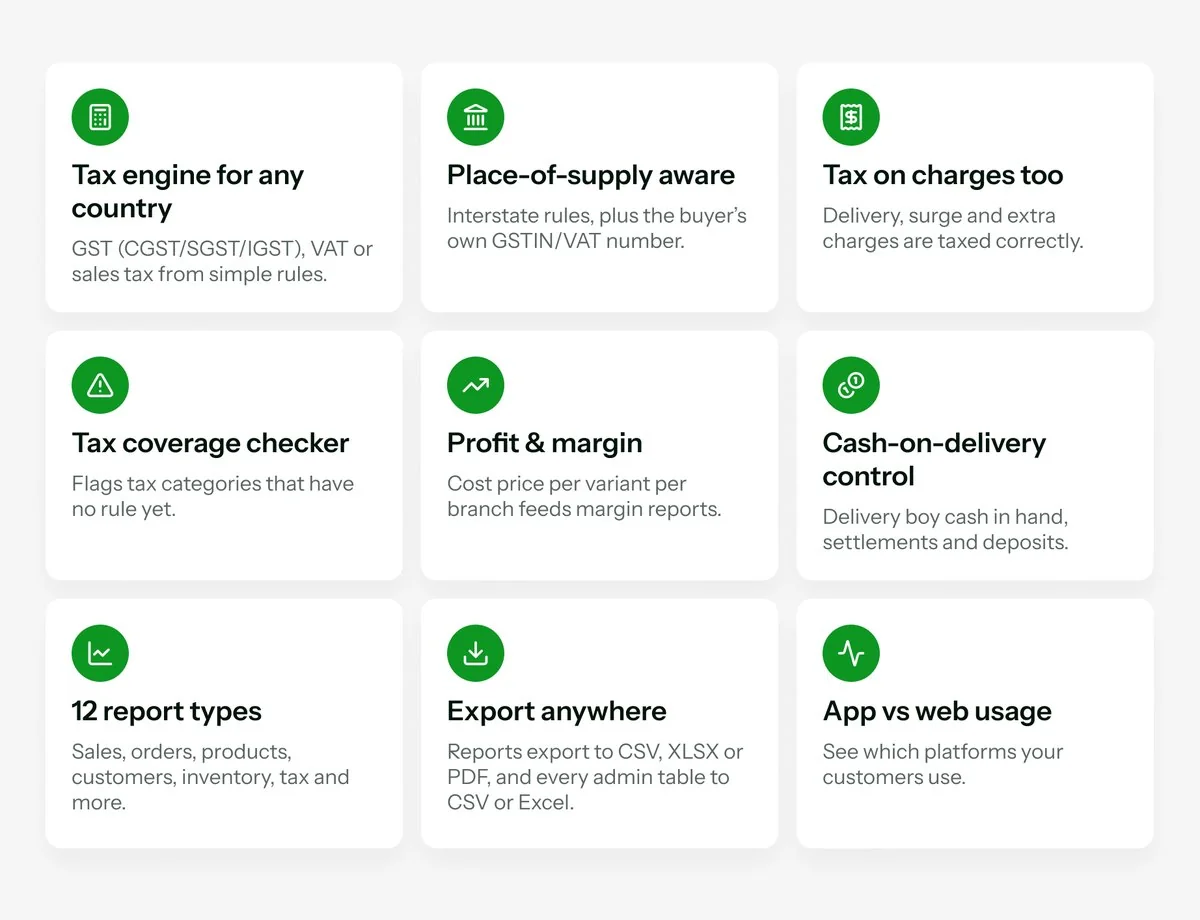 Tax engine for any
country
GST (CGST/SGST/IGST), VAT or
sales tax from simple rules.
Place-of-supply aware
Interstate rules, plus the buyer’s
own GSTIN/VAT number.
Tax on charges too
Delivery, surge and extra
charges are taxed correctly.
Tax coverage checker
Flags tax categories that have
no rule yet.
Profit & margin
Cost price per variant per
branch feeds margin reports.
Cash-on-delivery
control
Delivery boy cash in hand,
settlements and deposits.
12 report types
Sales, orders, products,
customers, inventory, tax and
more.
Export anywhere
Reports export to CSV, XLSX or
PDF, and every admin table to
CSV or Excel.
App vs web usage
See which platforms your
customers use.